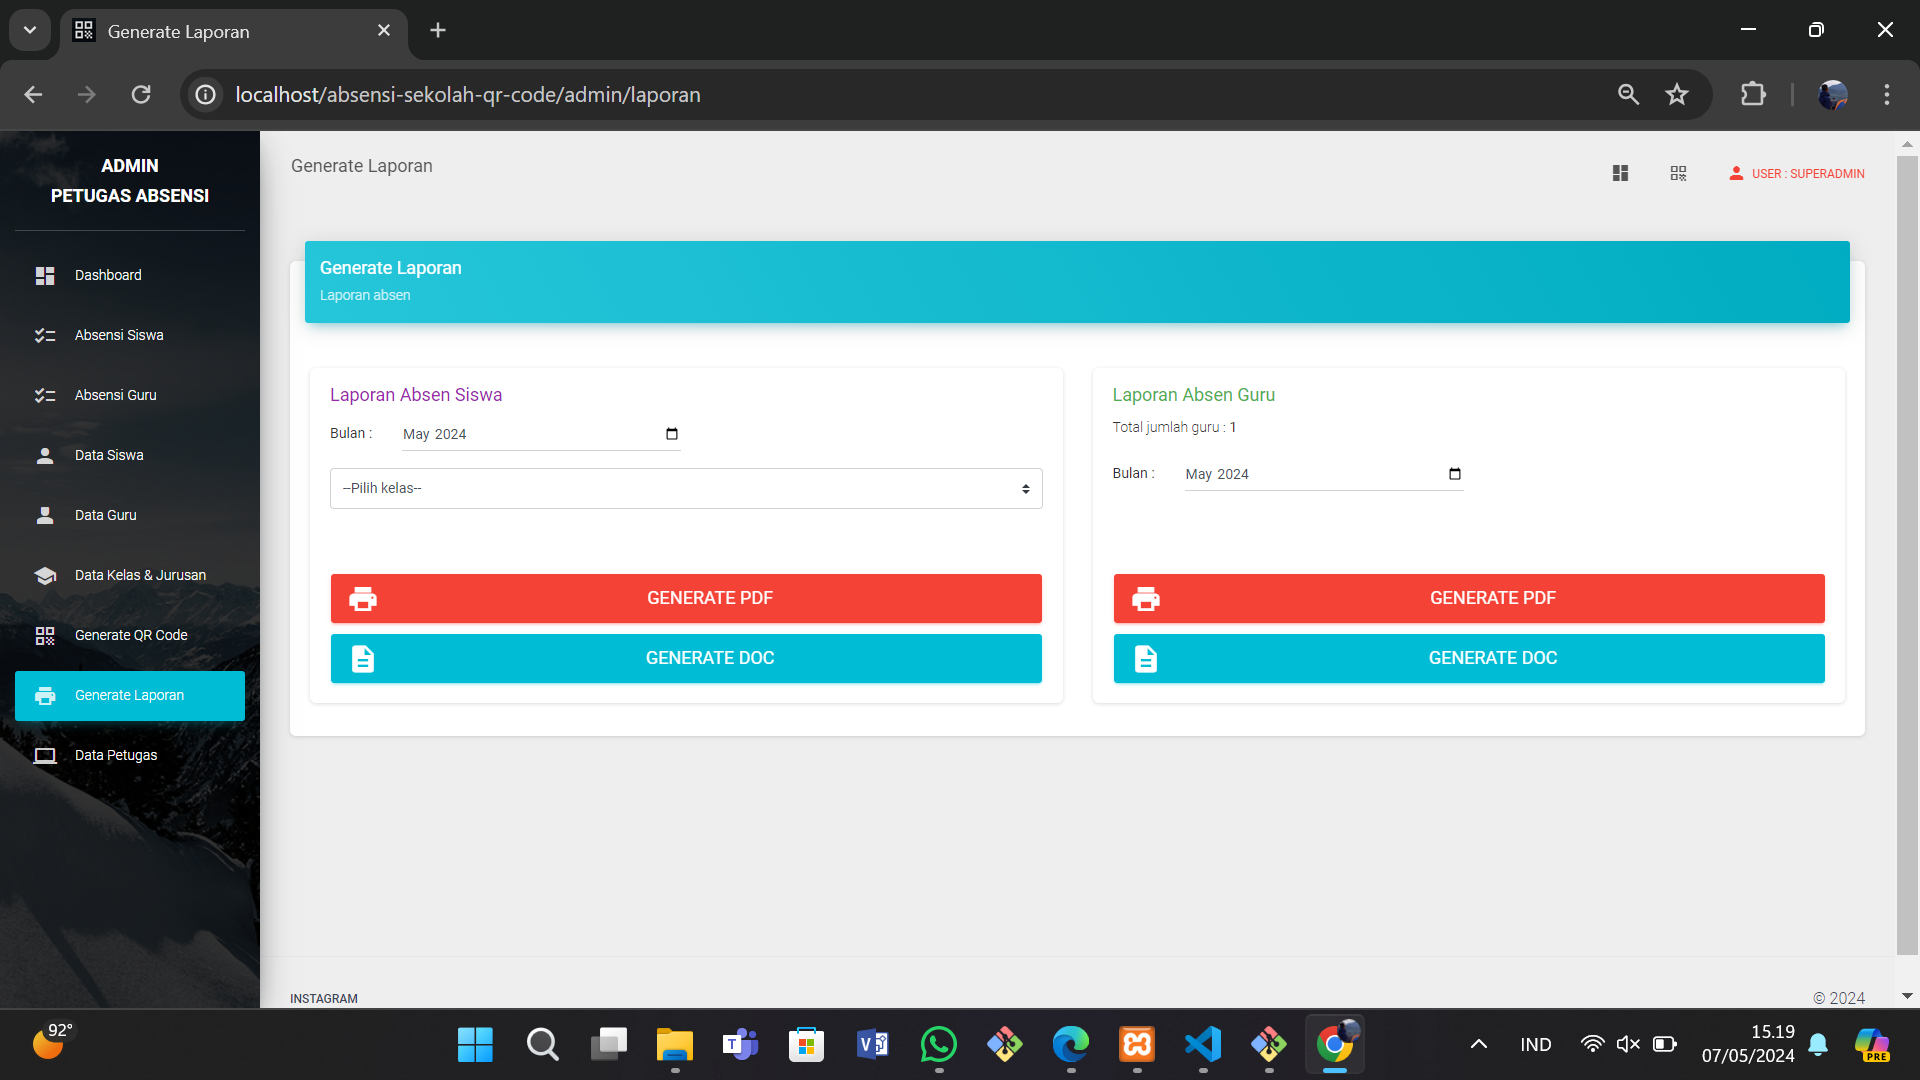 Generate Laporan
localhost/absensi-sekolah-qr-code/admin/laporan
ADMIN
PETUGAS ABSENSI
Dashboard
Absensi Siswa
Absensi Guru
Data Siswa
Data Guru
Data Kelas & Jurusan
Generate QR Code
Generate Laporan
Data Petugas
Generate Laporan
USER : SUPERADMIN
Generate Laporan
Laporan absen
Laporan Absen Siswa
Bulan :
May 2024
--Pilih kelas--
GENERATE PDF
GENERATE DOC
Laporan Absen Guru
Total jumlah guru : 1
Bulan :
May 2024
GENERATE PDF
GENERATE DOC
INSTAGRAM
© 2024
92°
IND
15.19
07/05/2024
PRE